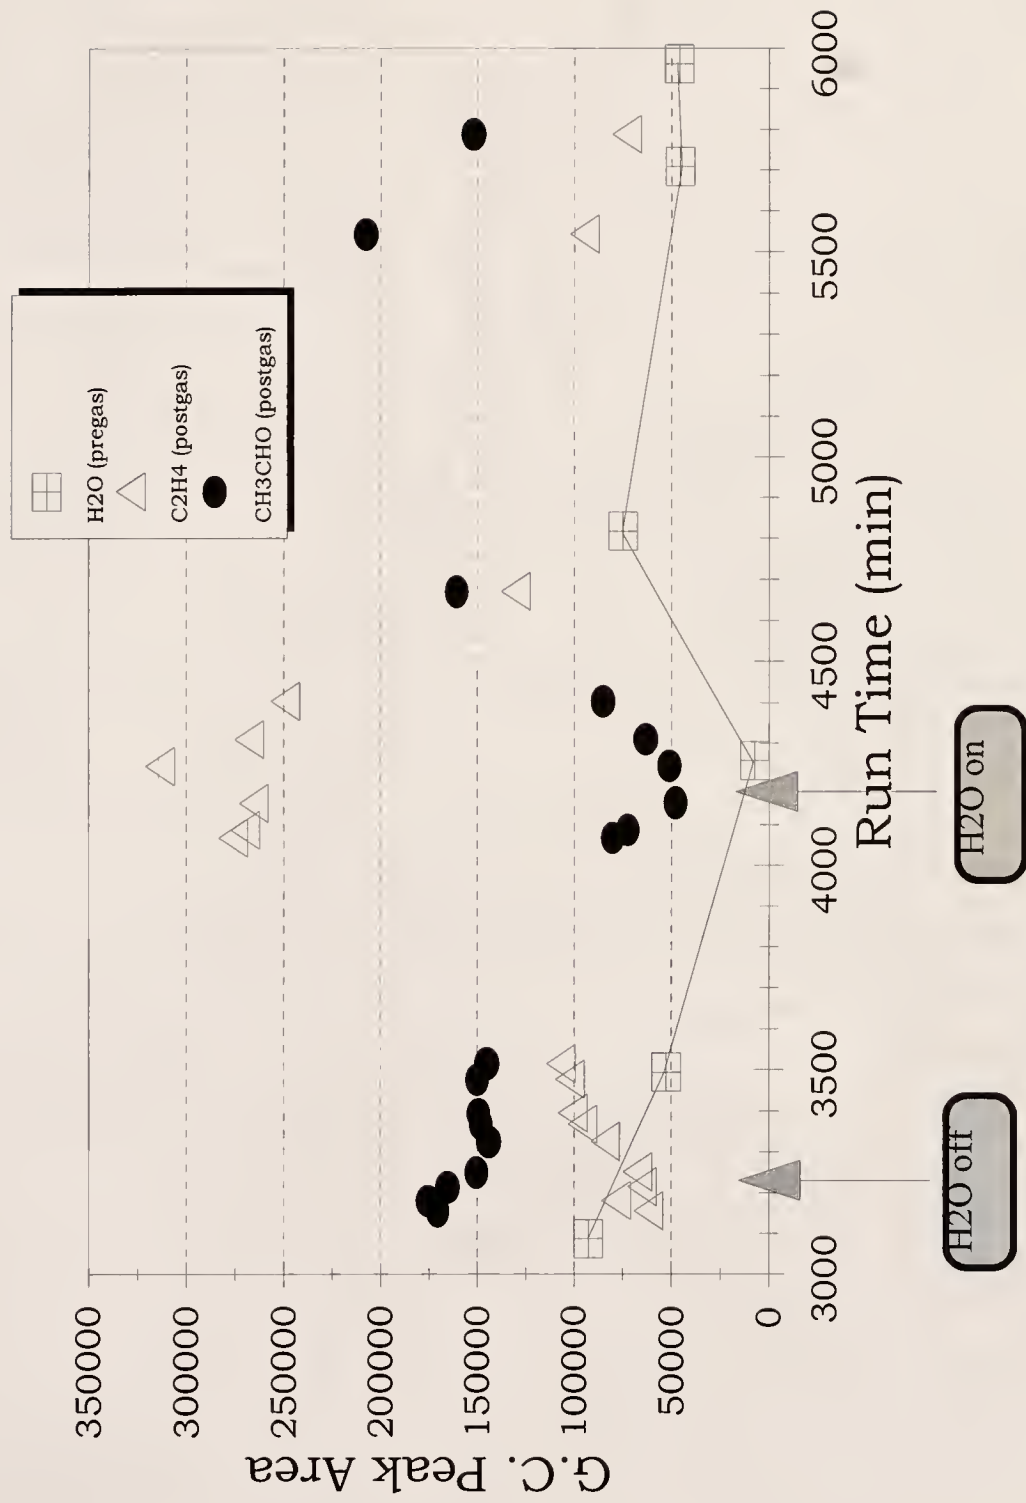 H2O (pregas)
C2H4 (postgas)
CH3CHO (postgas)
G.C. Peak Area
350000
300000
250000
200000
150000
100000
50000
0
3000
3500
4000
4500
5000
5500
6000
Run Time (min)
H2O off
H2O on